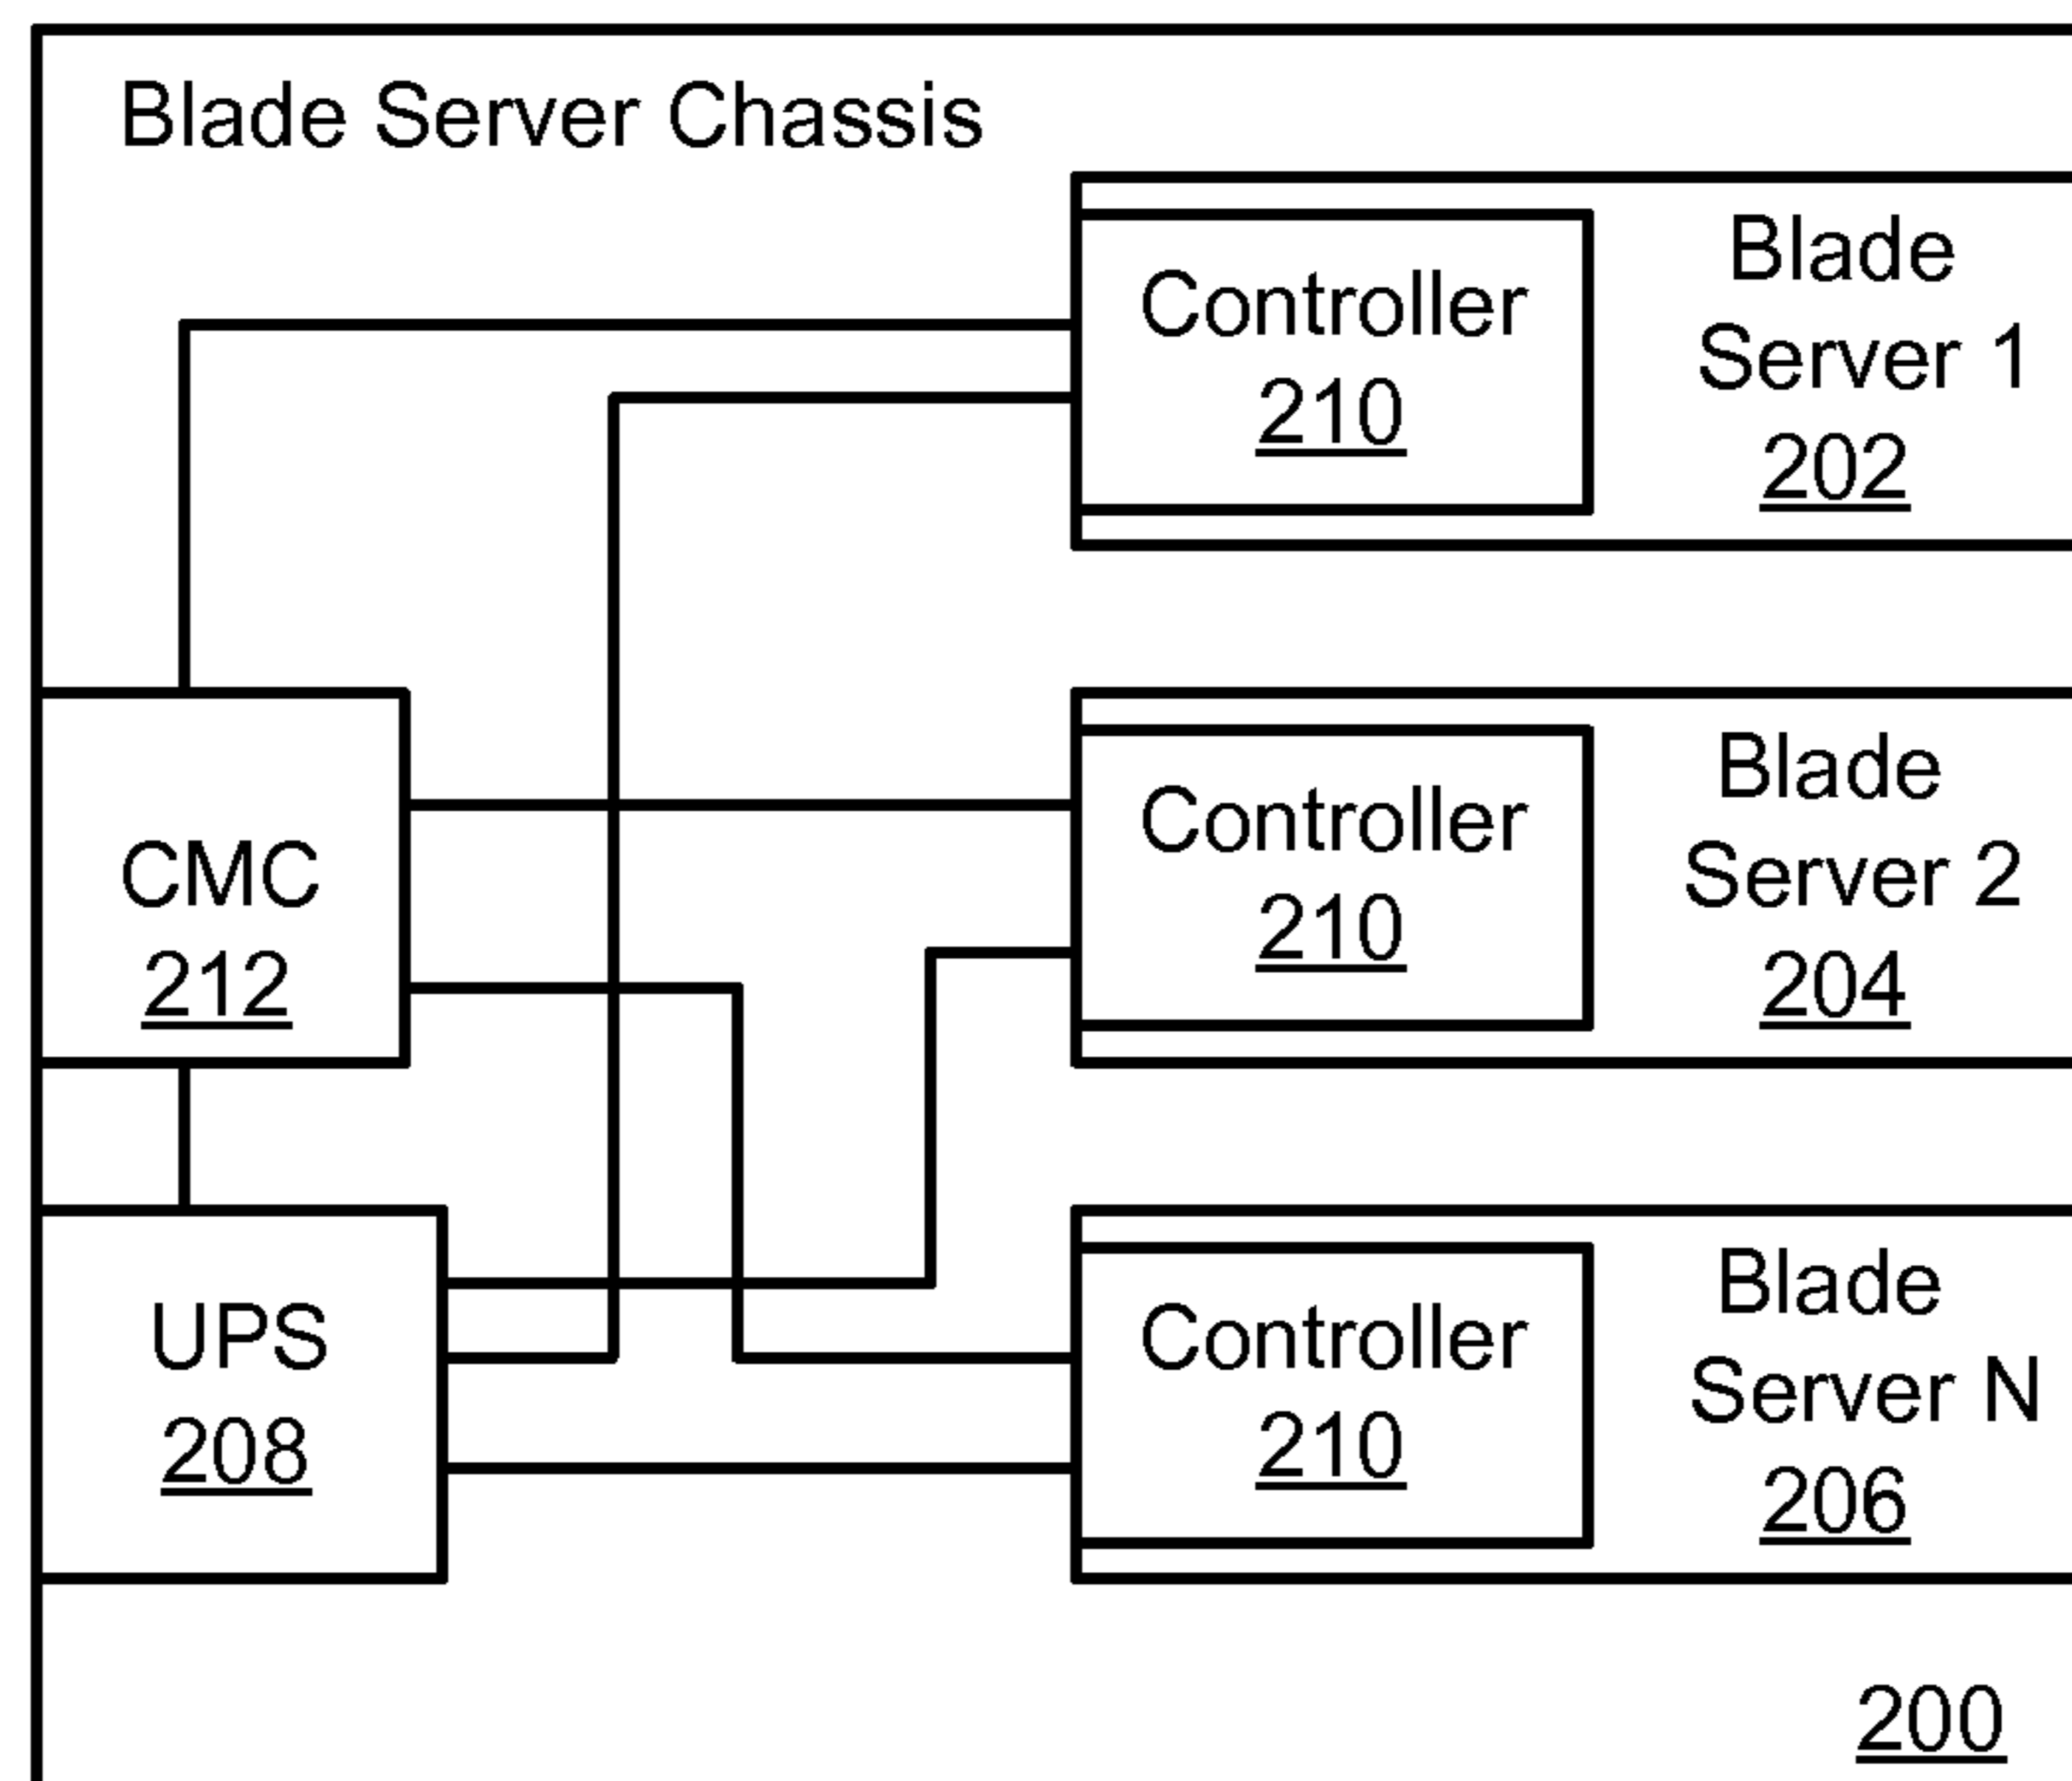 Blade Server Chassis
Controller
210
Blade
Server 1
202
CMC
212
Controller
210
Blade
Server 2
204
UPS
208
Controller
210
Blade
Server N
206
200